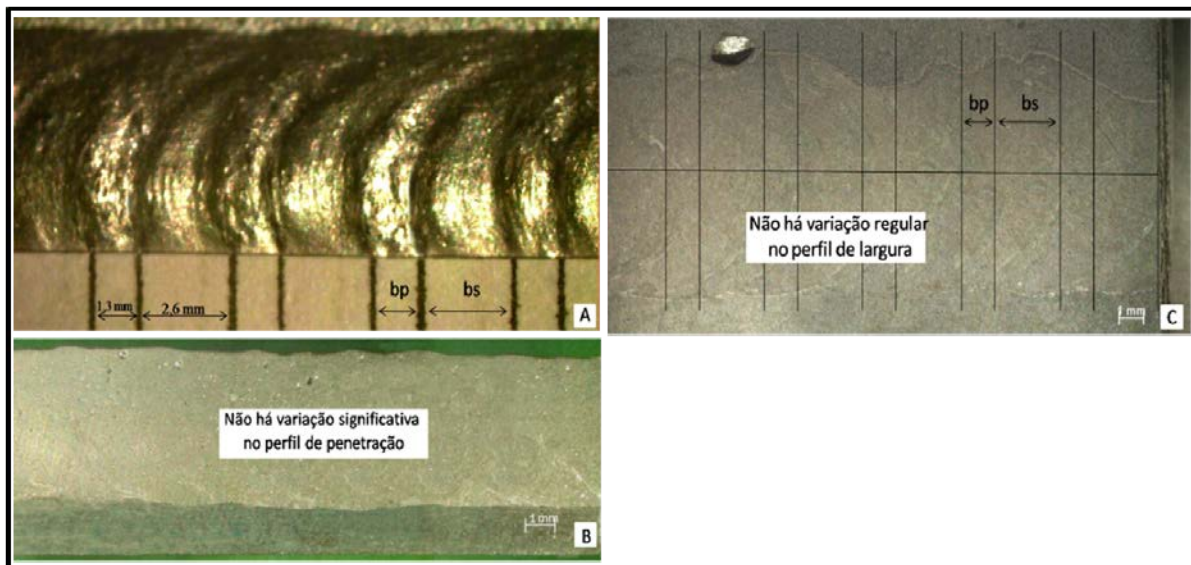 1,3 mm
2,6 mm
bp
bs
A
Não há variação significativa
no perfil de penetração
1 mm
B
bp
bs
Não há variação regular
no perfil de largura
1 mm
C